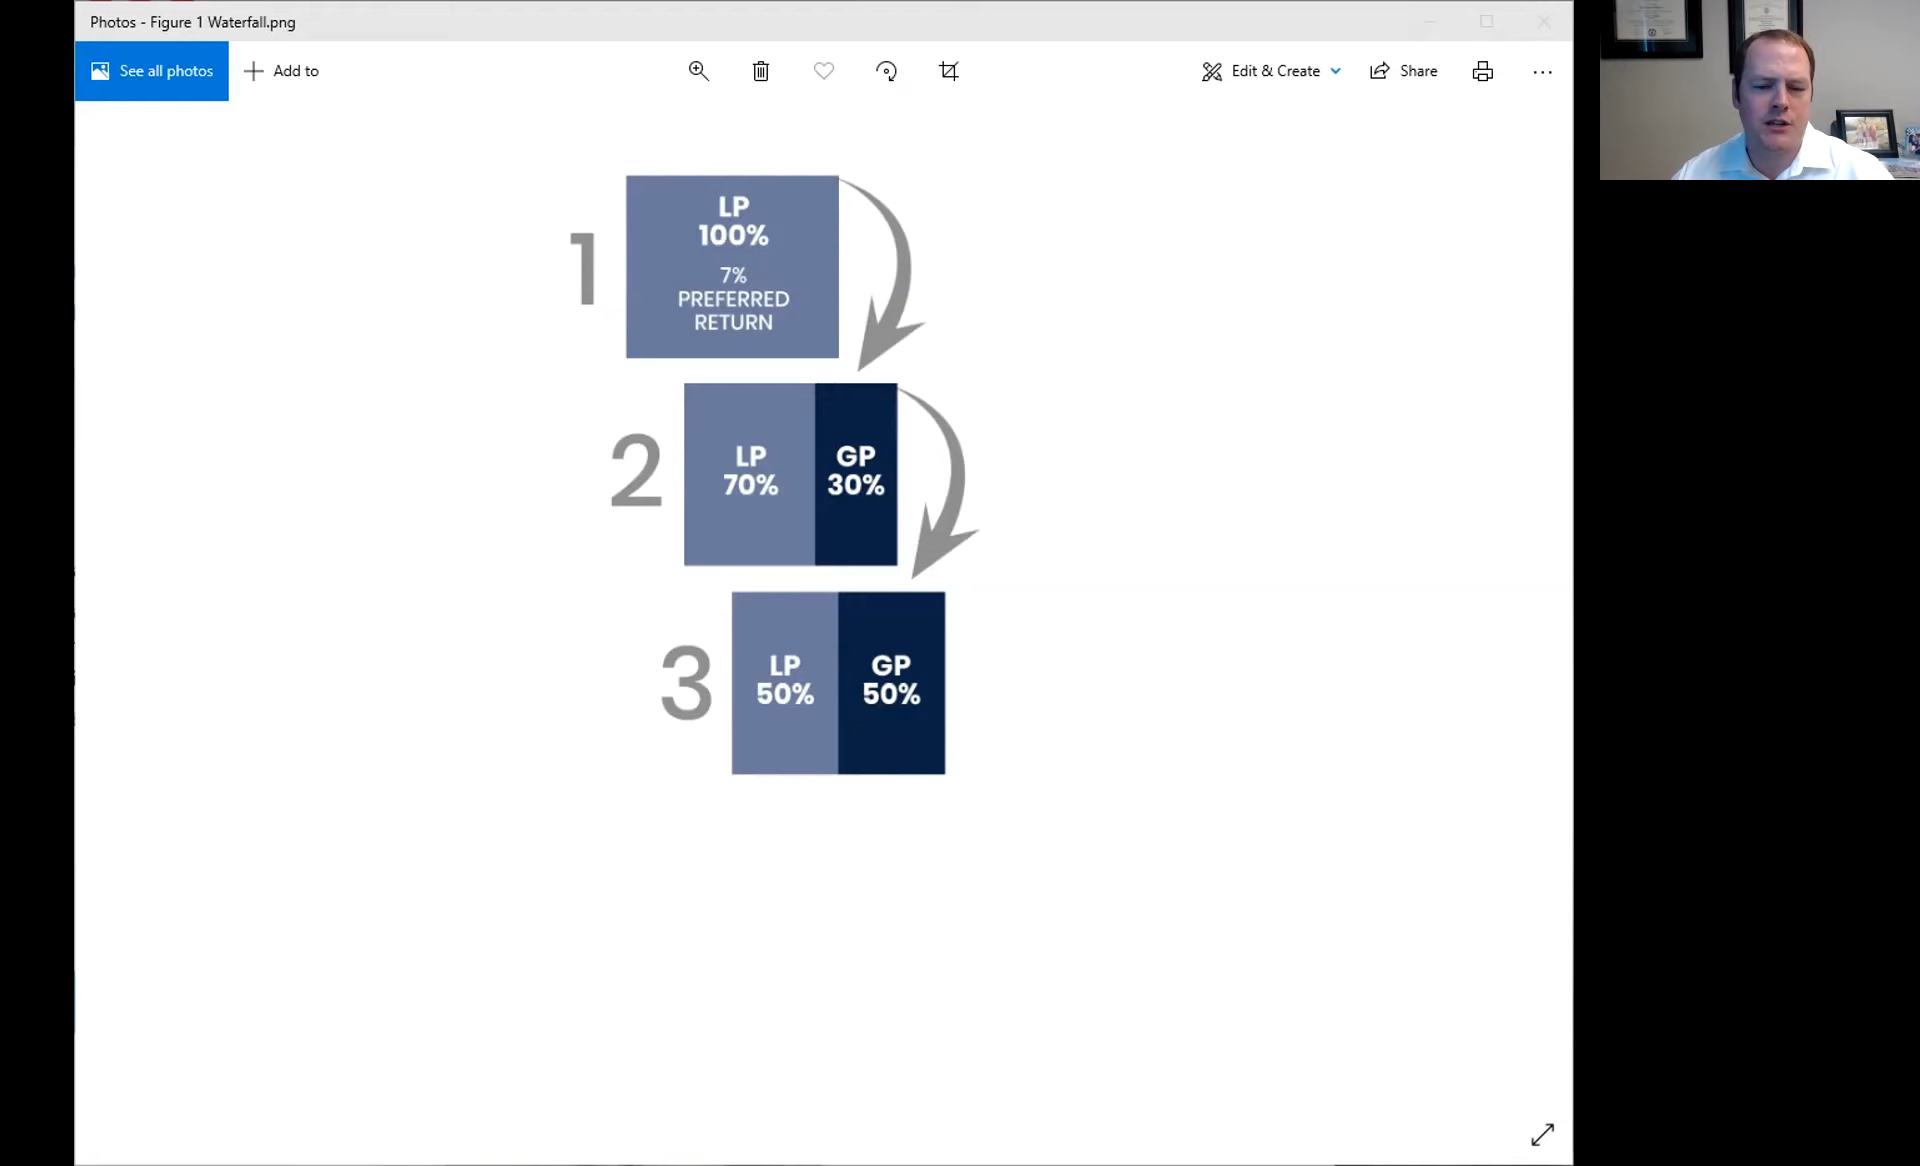 Photos - Figure 1 Waterfall.png
See all photos
Add to
Edit & Create
Share
1
LP
100%
7%
PREFERRED
RETURN
2
LP
70%
GP
30%
3
LP
50%
GP
50%